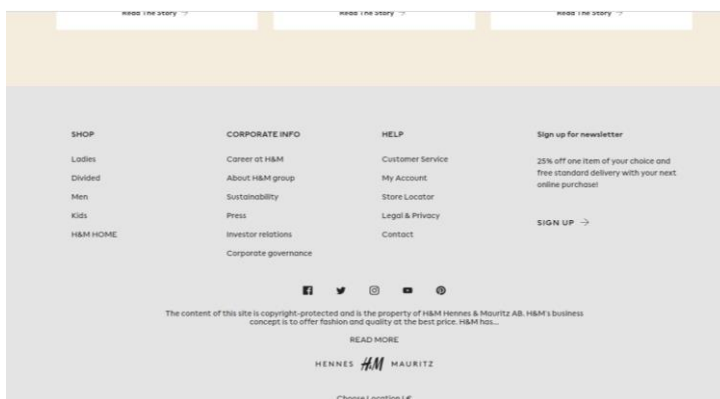 Read The Story →
Read The Story →
Read The Story →
SHOP
Ladies
Divided
Men
Kids
H&M HOME
CORPORATE INFO
Career at H&M
About H&M group
Sustainability
Press
Investor relations
Corporate governance
HELP
Customer Service
My Account
Store Locator
Legal & Privacy
Contact
Sign up for newsletter
25% off one item of your choice and
free standard delivery with your next
online purchase!
SIGN UP →
The content of this site is copyright-protected and is the property of H&M Hennes & Mauritz AB. H&M's business
concept is to offer fashion and quality at the best price. H&M has...
READ MORE
HENNES H&M MAURITZ
Choose Location | €